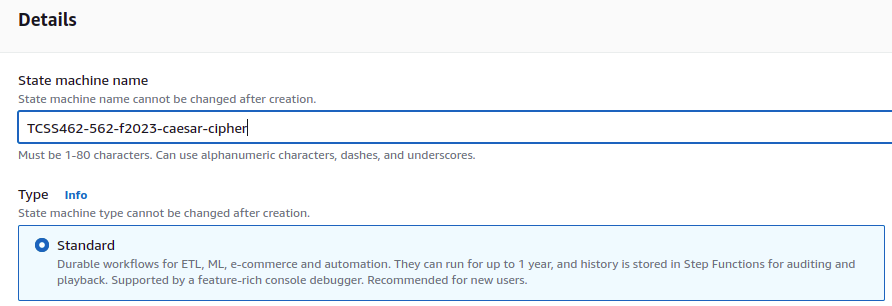 Details
State machine name
State machine name cannot be changed after creation.
TCSS462-562-f2023-caesar-cipher
Must be 1-80 characters. Can use alphanumeric characters, dashes, and underscores.
Type Info
State machine type cannot be changed after creation.
Standard
Durable workflows for ETL, ML, e-commerce and automation. They can run for up to 1 year, and history is stored in Step Functions for auditing and
playback. Supported by a feature-rich console debugger. Recommended for new users.